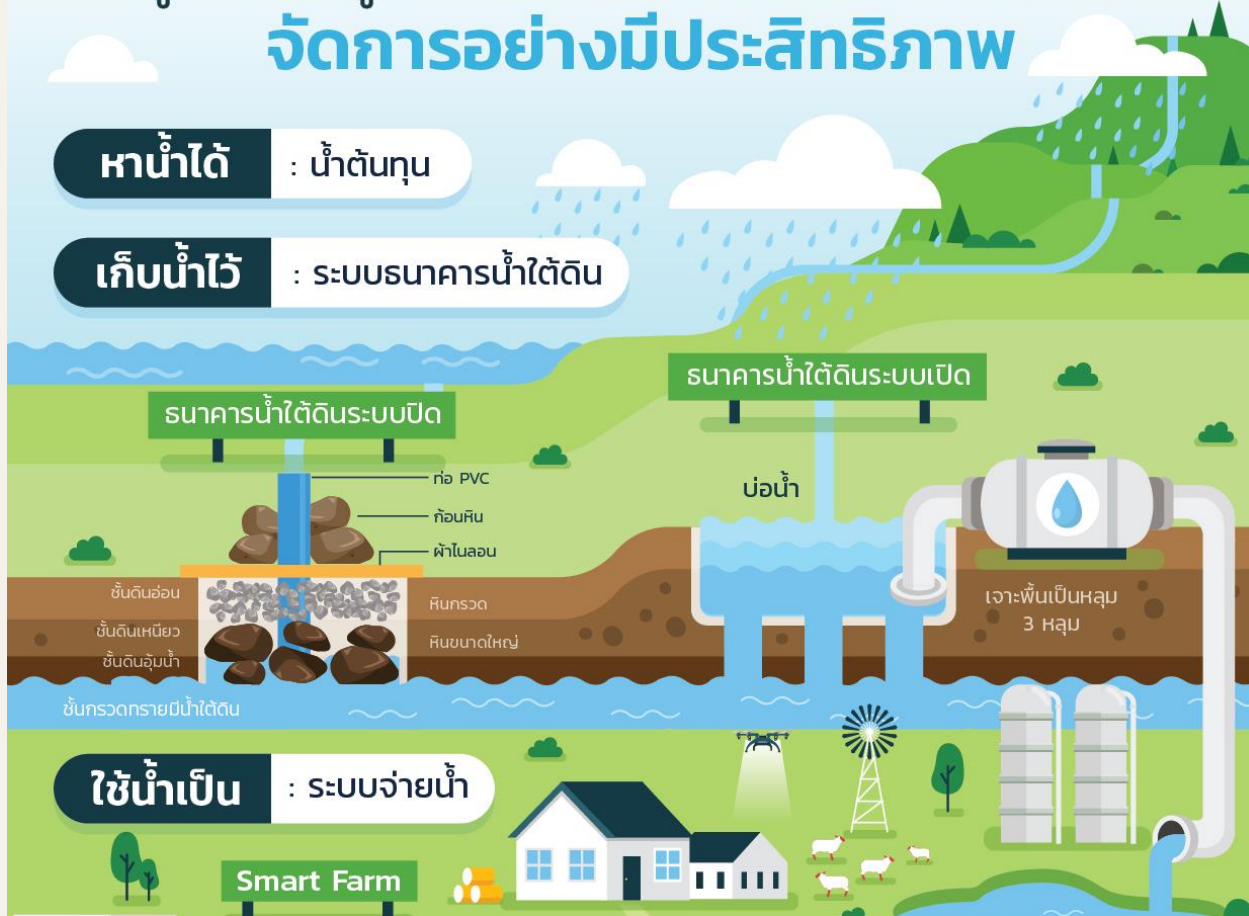 จัดการอย่างมีประสิทธิภาพ
หาน้ำได้ : น้ำต้นทุน
เก็บน้ำไว้ : ระบบธนาคารน้ำใต้ดิน
ธนาคารน้ำใต้ดินระบบเปิด
ธนาคารน้ำใต้ดินระบบปิด
ท่อ PVC
ก้อนหิน
ผ้าไนลอน
บ่อน้ำ
ชั้นดินอ่อน
ชั้นดินเหนียว
ชั้นดินอุ้มน้ำ
หินกรวด
หินขนาดใหญ่
เจาะพื้นเป็นหลุม
3 หลุม
ชั้นกรวดทรายมีน้ำใต้ดิน
ใช้น้ำเป็น : ระบบจ่ายน้ำ
Smart Farm